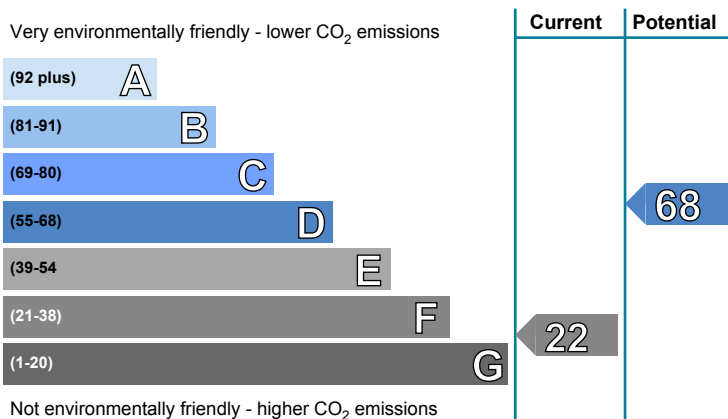 Current Potential
Very environmentally friendly - lower CO₂ emissions
(92 plus) A
(81-91) B
(69-80) C
(55-68) D
68
(39-54 E
(21-38) F
22
(1-20) G
Not environmentally friendly - higher CO₂ emissions